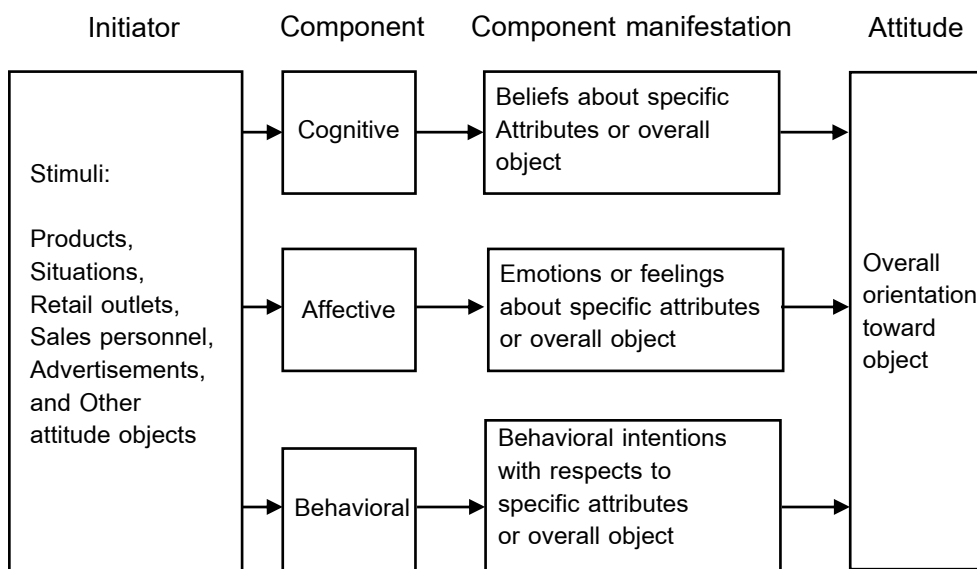 Initiator
Component
Component manifestation
Attitude
Stimuli:
Products,
Situations,
Retail outlets,
Sales personnel,
Advertisements,
and Other
attitude objects
Cognitive
Beliefs about specific
Attributes or overall
object
Affective
Emotions or feelings
about specific attributes
or overall object
Behavioral
Behavioral intentions
with respects to
specific attributes
or overall object
Overall
orientation
toward
object